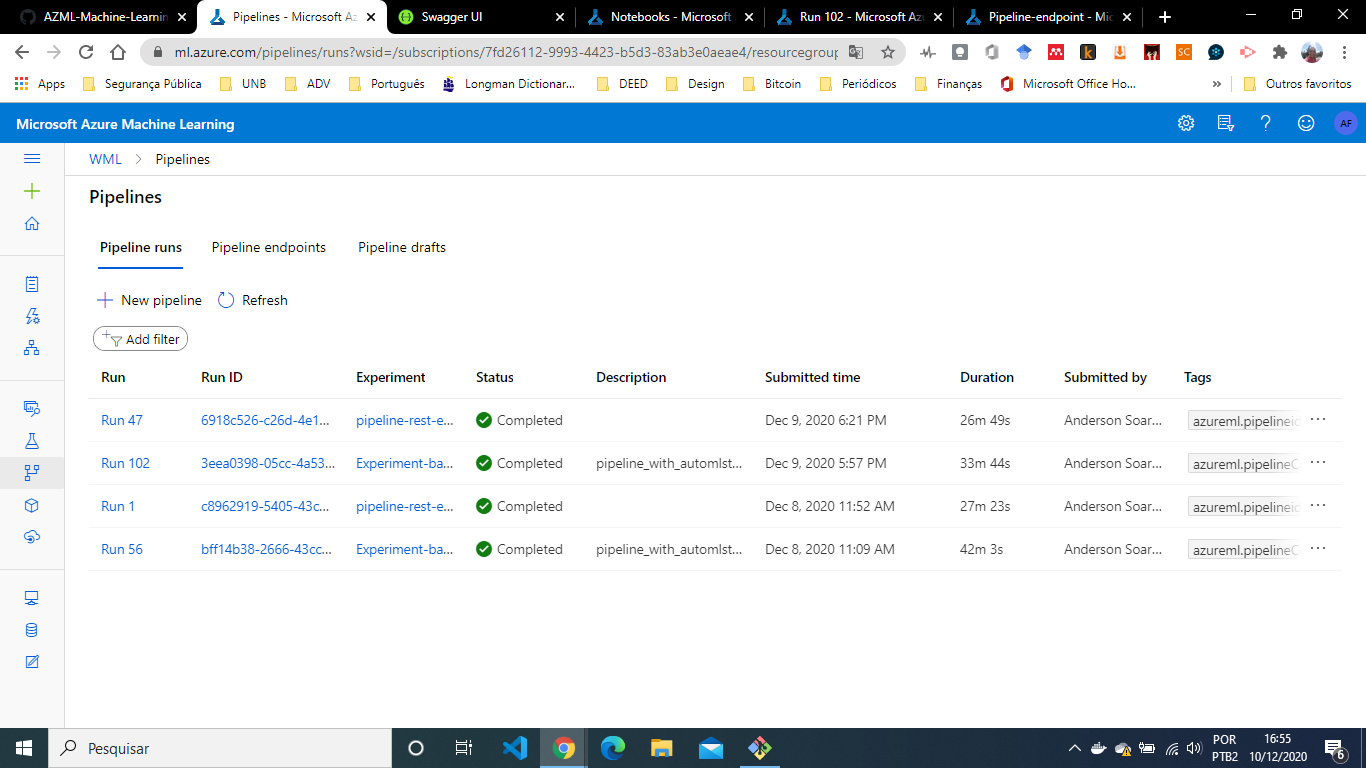 AZML-Machine-Learnin
Pipelines - Microsoft Az
Swagger UI
Notebooks - Microsoft
Run 102 - Microsoft Az
Pipeline-endpoint - Mic
ml.azure.com/pipelines/runs?wsid=/subscriptions/7fd26112-9993-4423-b5d3-83ab3e0aeae4/resourcegroup
Apps
Segurança Pública
UNB
ADV
Português
Longman Dictionar...
DEED
Design
Bitcoin
Periódicos
Finanças
Microsoft Office Ho...
»
Outros favoritos
Microsoft Azure Machine Learning
AF
WML > Pipelines
Pipelines
Pipeline runs
Pipeline endpoints
Pipeline drafts
New pipeline
Refresh
Add filter
Run Run ID Experiment Status Description Submitted time Duration Submitted by Tags
Run 47 6918c526-c26d-4e1... pipeline-rest-e... Completed Dec 9, 2020 6:21 PM 26m 49s Anderson Soar... azureml.pipelineid ...
Run 102 3eea0398-05cc-4a53... Experiment-ba... Completed pipeline_with_automlst... Dec 9, 2020 5:57 PM 33m 44s Anderson Soar... azureml.pipelineC ...
Run 1 c8962919-5405-43c... pipeline-rest-e... Completed Dec 8, 2020 11:52 AM 27m 23s Anderson Soar... azureml.pipelineid ...
Run 56 bff14b38-2666-43cc... Experiment-ba... Completed pipeline_with_automlst... Dec 8, 2020 11:09 AM 42m 3s Anderson Soar... azureml.pipelineC ...
Pesquisar
POR
PTB2
16:55
10/12/2020
6